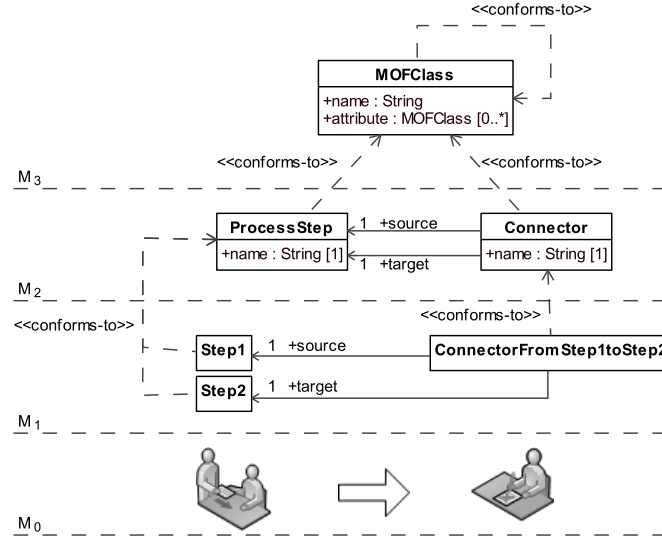 <<conforms-to>>
MOFClass
+name : String
+attribute : MOFClass [0..*]
<<conforms-to>>
<<conforms-to>>
M3
ProcessStep
+name : String [1]
1 +source
1 +target
Connector
+name : String [1]
M2
<<conforms-to>>
<<conforms-to>>
Step1
1 +source
ConnectorFromStep1toStep2
Step2
1 +target
M1
M0